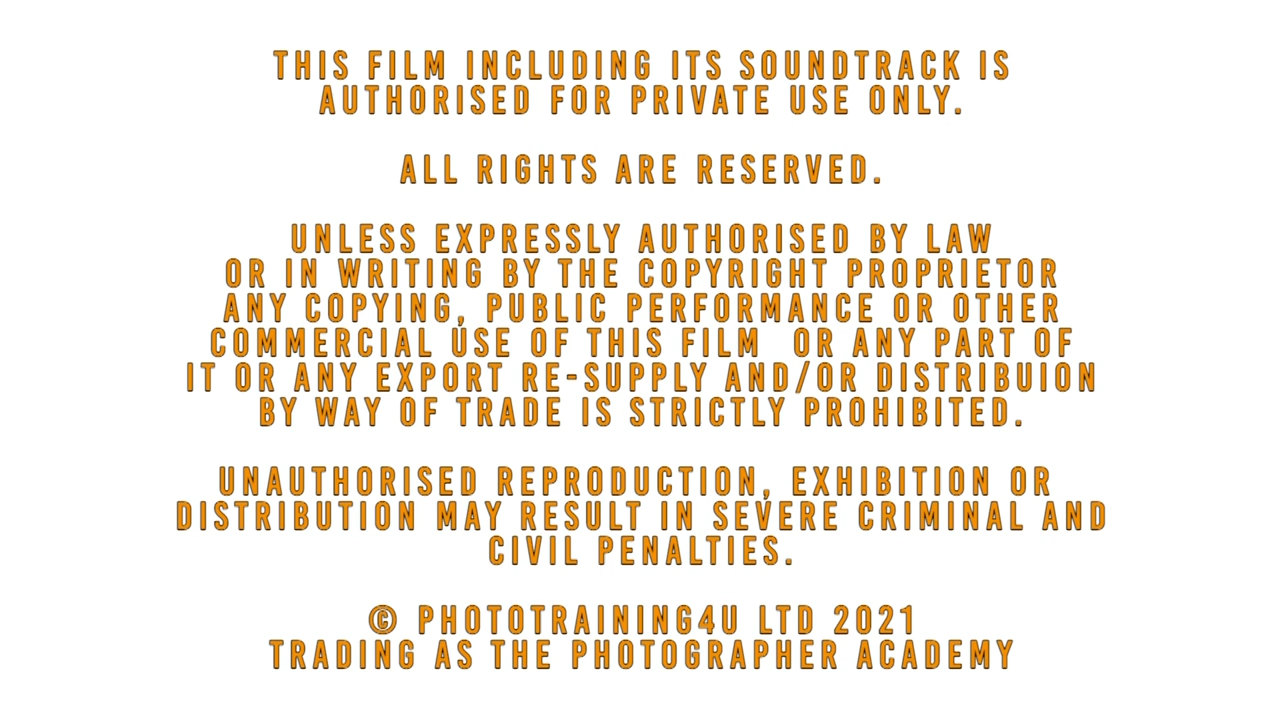 THIS FILM INCLUDING ITS SOUNDTRACK IS
AUTHORISED FOR PRIVATE USE ONLY.
ALL RIGHTS ARE RESERVED.
UNLESS EXPRESSLY AUTHORISED BY LAW
OR IN WRITING BY THE COPYRIGHT PROPRIETOR
ANY COPYING, PUBLIC PERFORMANCE OR OTHER
COMMERCIAL USE OF THIS FILM  OR ANY PART OF
IT OR ANY EXPORT RE-SUPPLY AND/OR DISTRIBUION
BY WAY OF TRADE IS STRICTLY PROHIBITED.
UNAUTHORISED REPRODUCTION, EXHIBITION OR
DISTRIBUTION MAY RESULT IN SEVERE CRIMINAL AND
CIVIL PENALTIES.
© PHOTOTRAINING4U LTD 2021
TRADING AS THE PHOTOGRAPHER ACADEMY